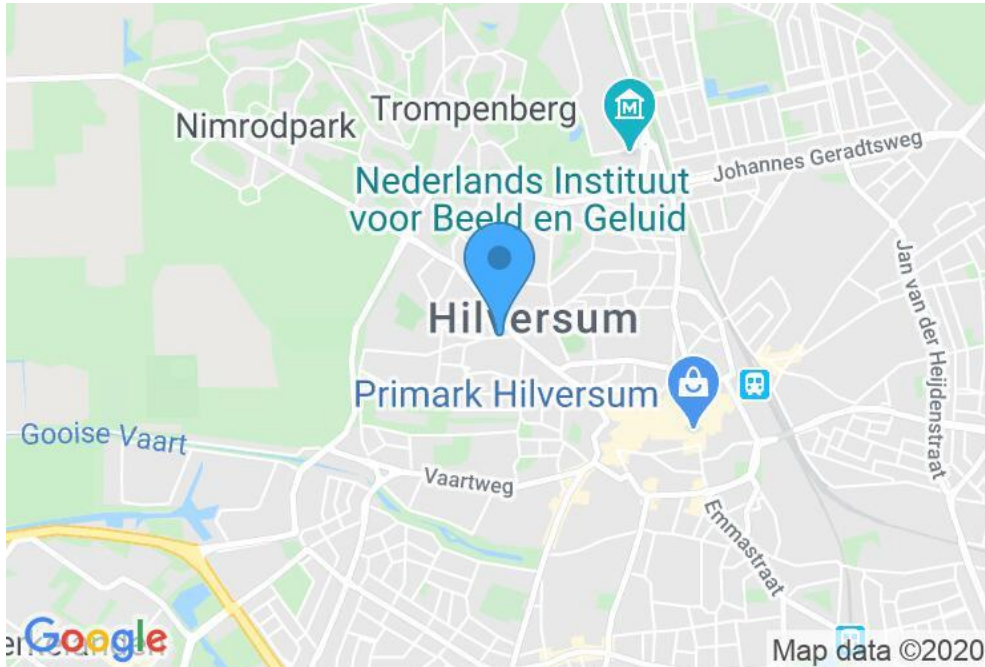 Trompenberg
Nimrodpark
Johannes Geradtsweg
Nederlands Instituut
voor Beeld en Geluid
Jan van der Heijdenstraat
Hilversum
Primark Hilversum
Gooise Vaart
Vaartweg
Emmastraat
Google
Map data ©2020